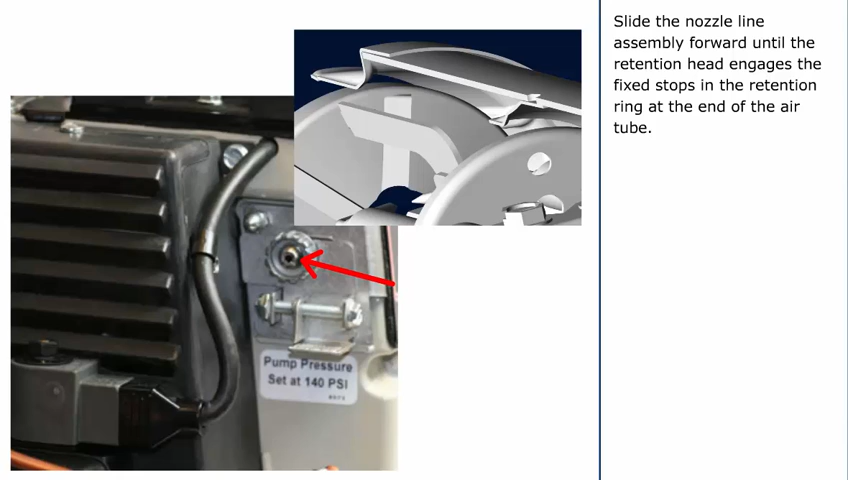 Slide the nozzle line
assembly forward until the
retention head engages the
fixed stops in the retention
ring at the end of the air
tube.
Pump Pressure
Set at 140 PSI